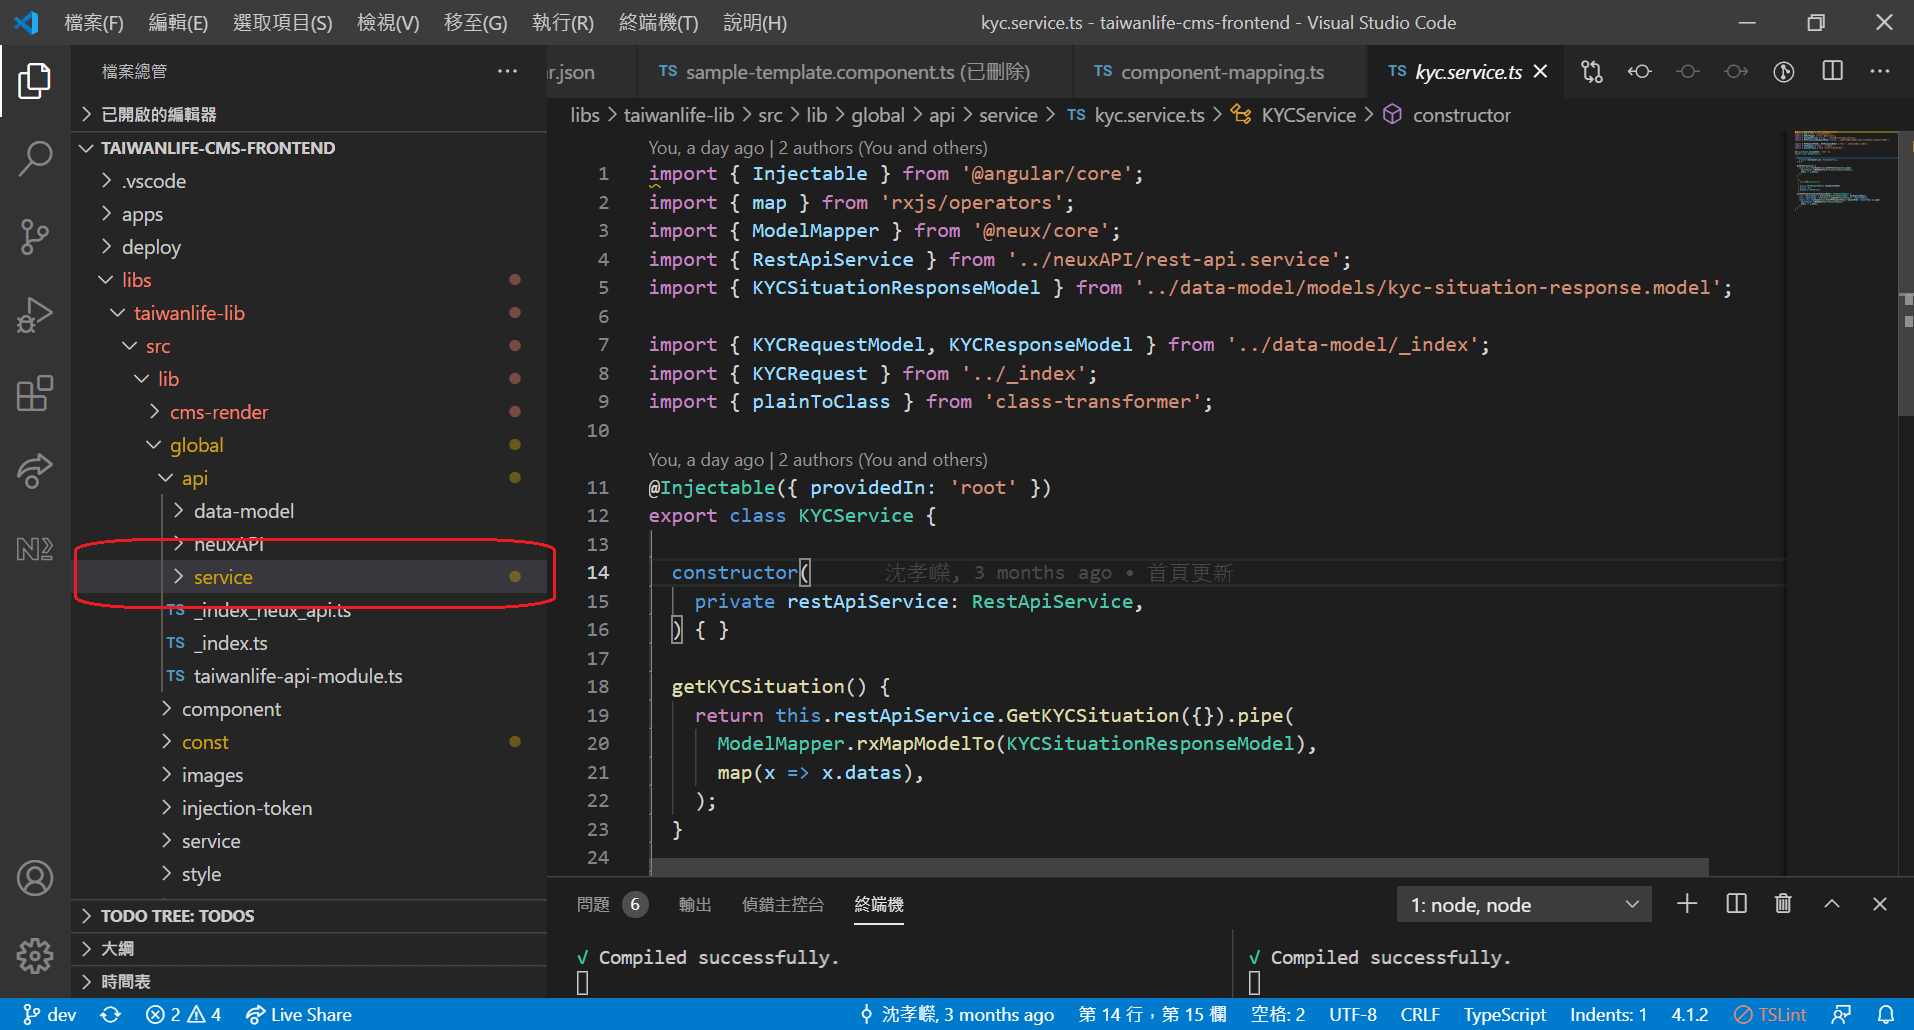 檔案(F) 編輯(E) 選取項目(S) 檢視(V) 移至(G) 執行(R) 終端機(T) 說明(H) kyc.service.ts - taiwanlife-cms-frontend - Visual Studio Code
檔案總管
已開啟的編輯器
TAIWANLIFE-CMS-FRONTEND
.vscode
apps
deploy
libs
taiwanlife-lib
src
lib
cms-render
global
api
data-model
neuxAPI
service
TS _index_neux_api.ts
TS _index.ts
TS taiwanlife-api-module.ts
component
const
images
injection-token
service
style
TODO TREE: TODOS
大綱
時間表
r.json TS sample-template.component.ts (已刪除) TS component-mapping.ts TS kyc.service.ts
libs > taiwanlife-lib > src > lib > global > api > service > TS kyc.service.ts > KYCService > constructor
You, a day ago | 2 authors (You and others)
1 import { Injectable } from '@angular/core';
2 import { map } from 'rxjs/operators';
3 import { ModelMapper } from '@neux/core';
4 import { RestApiService } from '../neuxAPI/rest-api.service';
5 import { KYCSituationResponseModel } from '../data-model/models/kyc-situation-response.model';
6
7 import { KYCRequestModel, KYCResponseModel } from '../data-model/_index';
8 import { KYCRequest } from '../_index';
9 import { plainToClass } from 'class-transformer';
10
You, a day ago | 2 authors (You and others)
11 @Injectable({ providedIn: 'root' })
12 export class KYCService {
13
14 constructor( 沈孝嶸, 3 months ago • 首頁更新
15 private restApiService: RestApiService,
16 ) { }
17
18 getKYCSituation() {
19 return this.restApiService.GetKYCSituation({}).pipe(
20 ModelMapper.rxMapModelTo(KYCSituationResponseModel),
21 map(x => x.datas),
22 );
23 }
24
問題 6 輸出 偵錯主控台 終端機 1: node, node
√ Compiled successfully. √ Compiled successfully.
dev 2 4 Live Share 沈孝嶸, 3 months ago 第 14 行，第 15 欄 空格: 2 UTF-8 CRLF TypeScript Indents: 1 4.1.2 TSLint